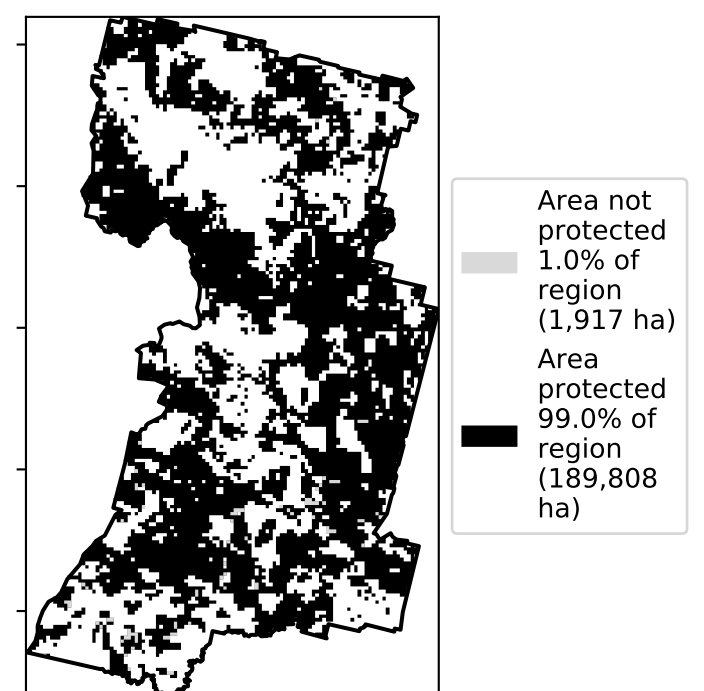 Area not
protected
1.0% of
region
(1,917 ha)
Area
protected
99.0% of
region
(189,808
ha)